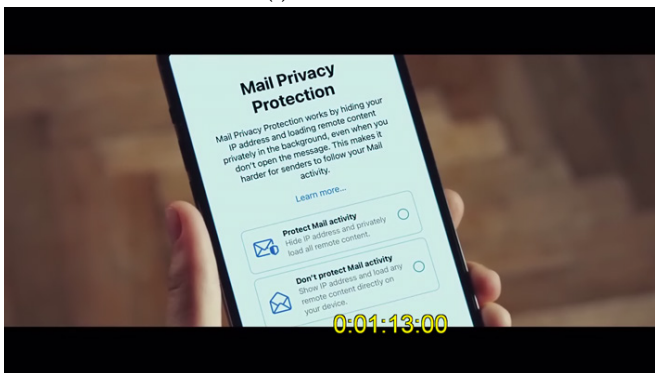 Mail Privacy
Protection
Mail Privacy Protection works by hiding your
IP address and loading remote content
privately in the background, even when you
don't open the message. This makes it
harder for senders to follow your Mail
activity.
Learn more...
Protect Mail activity
Hide IP address and privately
load all remote content.
Don't protect Mail activity
Show IP address and load any
remote content directly on
your device.
0:01:13:00